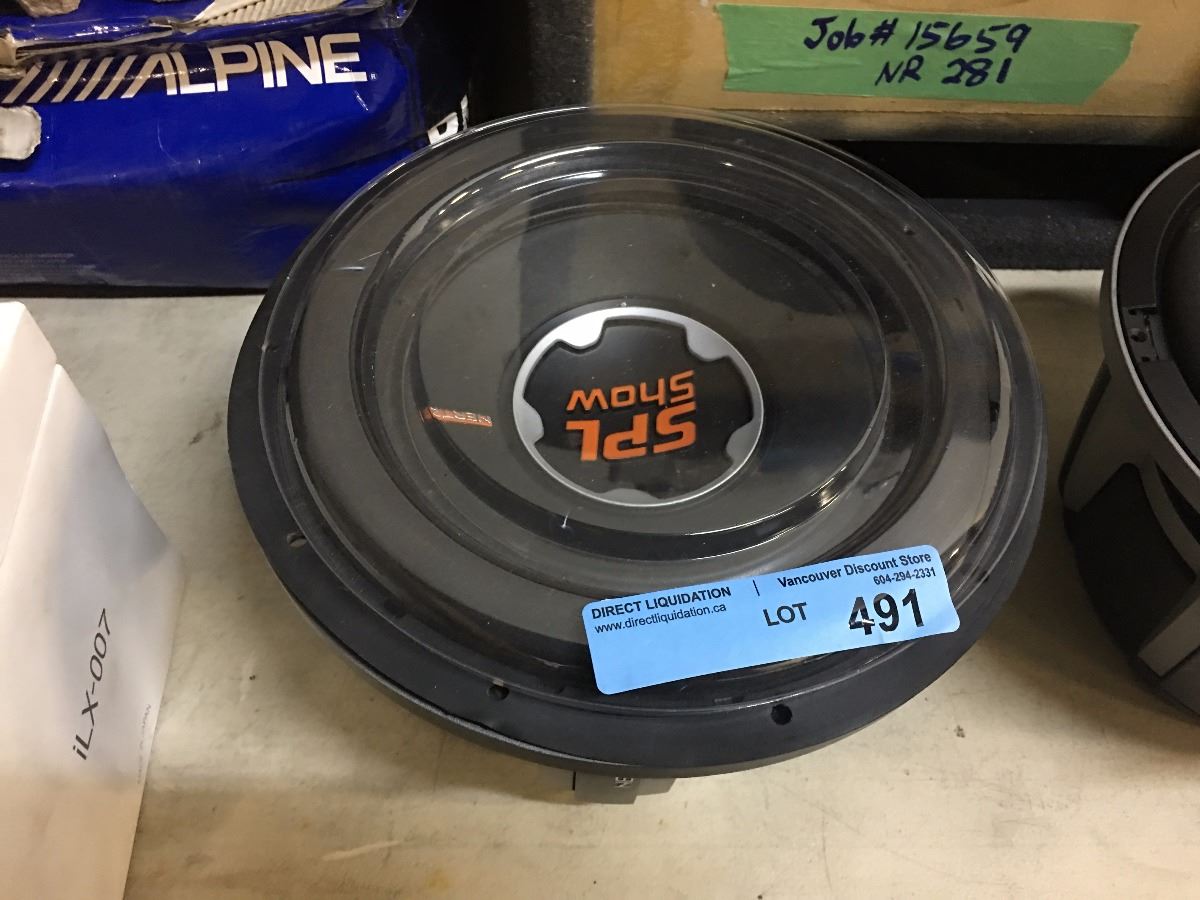 ALPINE
Job# 15659
NR 281
SPL
Show
DIRECT LIQUIDATION
www.directliquidation.ca
Vancouver Discount Store
604-294-2331
LOT 491
iLX-007